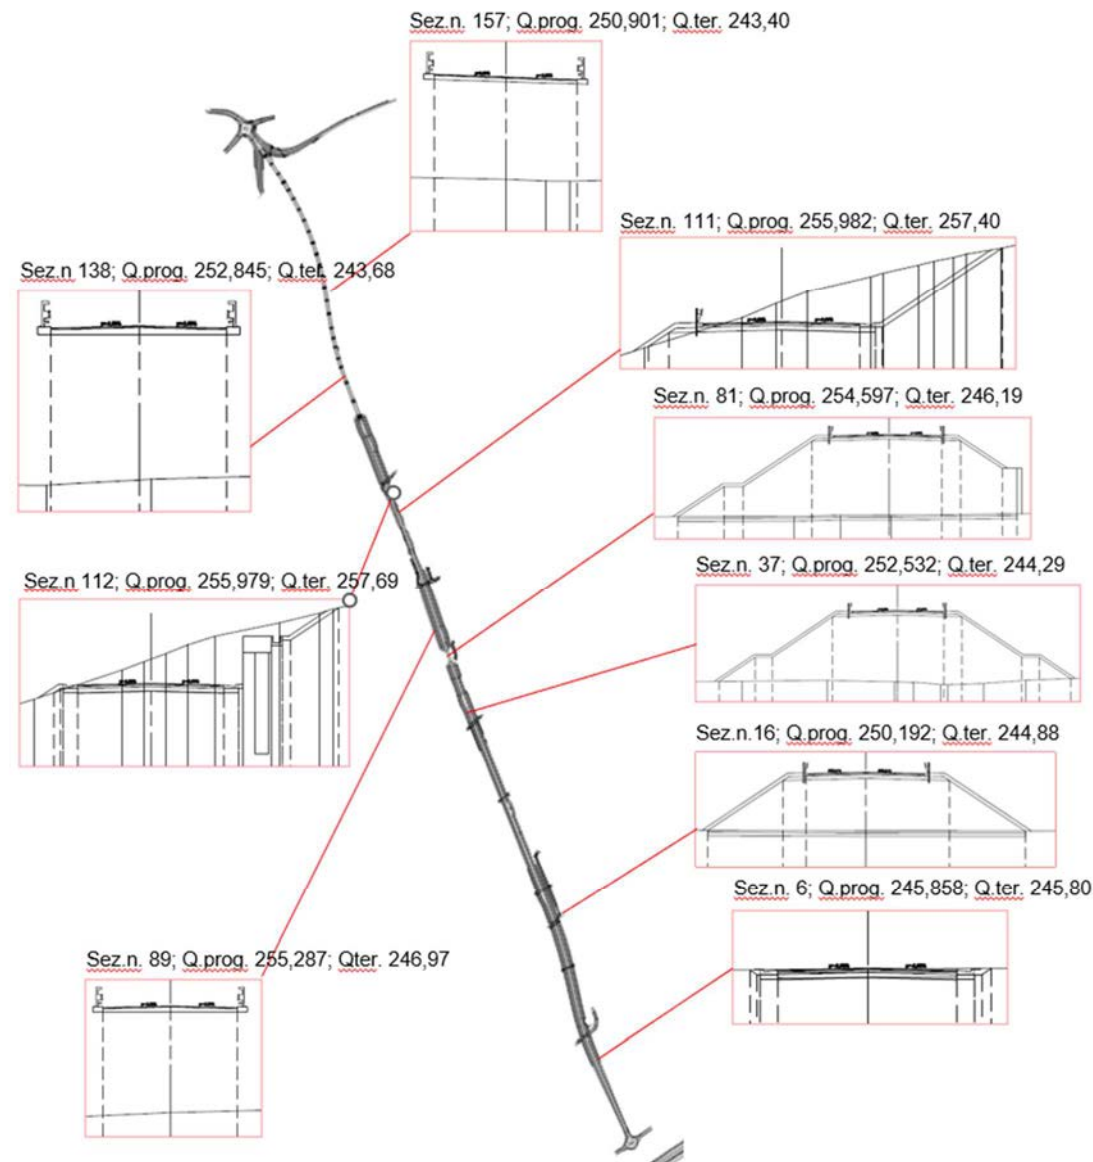 Sez.n. 157; Q.prog. 250,901; Q.ter. 243,40
Sez.n. 111; Q.prog. 255,982; Q.ter. 257,40
Sez.n 138; Q.prog. 252,845; Q.ter. 243,68
Sez.n. 81; Q.prog. 254,597; Q.ter. 246,19
Sez.n. 37; Q.prog. 252,532; Q.ter. 244,29
Sez.n 112; Q.prog. 255,979; Q.ter. 257,69
Sez.n.16; Q.prog. 250,192; Q.ter. 244,88
Sez.n. 6; Q.prog. 245,858; Q.ter. 245,80
Sez.n. 89; Q.prog. 255,287; Qter. 246,97